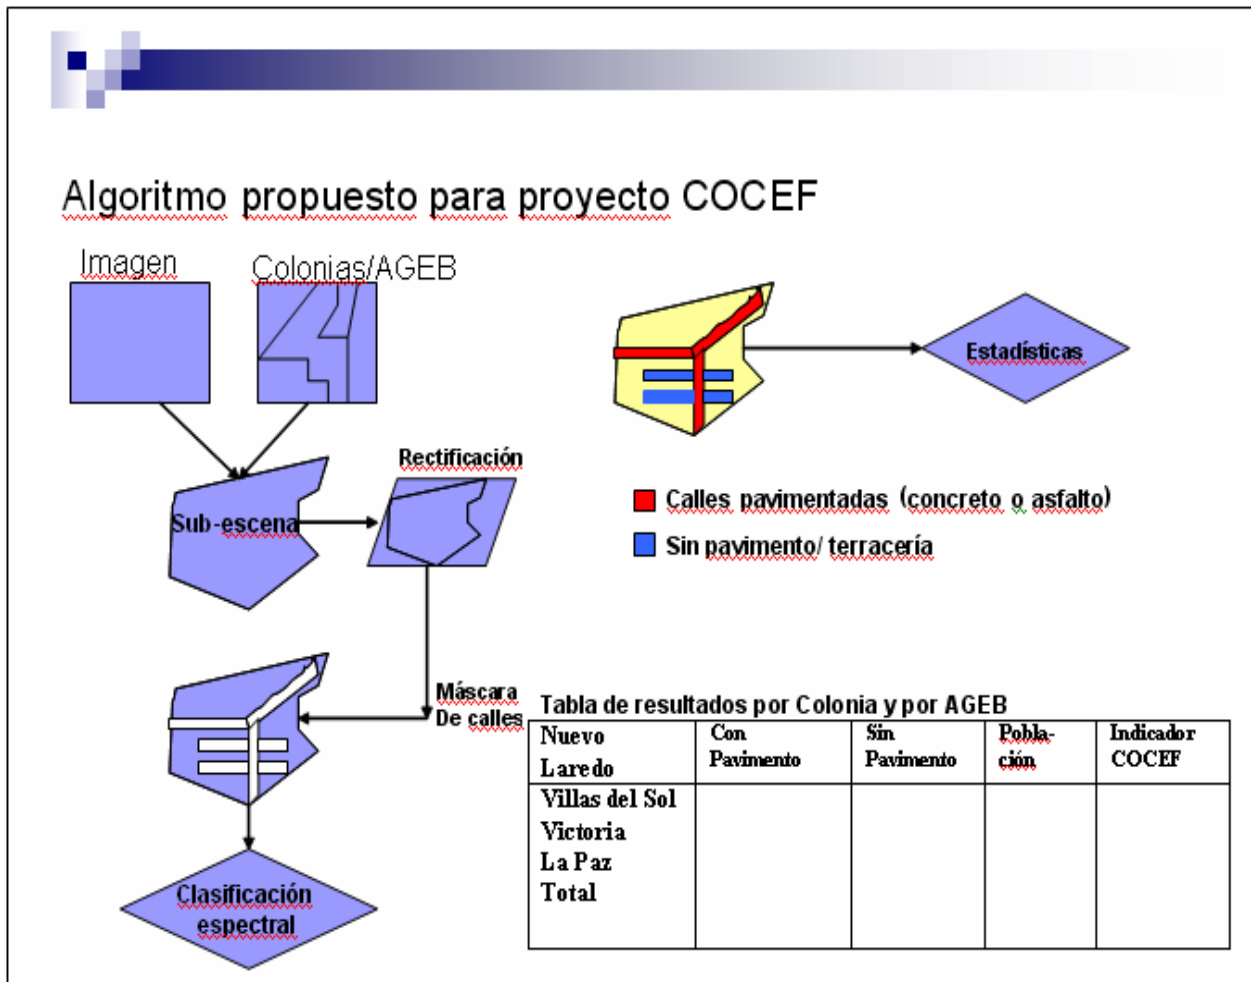 Algoritmo propuesto para proyecto COCEF
Imagen
Colonias/AGEB
Estadísticas
Rectificación
Sub-escena
Calles pavimentadas (concreto o asfalto)
Sin pavimento/ terracería
Máscara
De calles
Clasificación
espectral
Tabla de resultados por Colonia y por AGEB
Nuevo
Laredo
Con
Pavimento
Sin
Pavimento
Pobla-
ción
Indicador
COCEF
Villas del Sol
Victoria
La Paz
Total